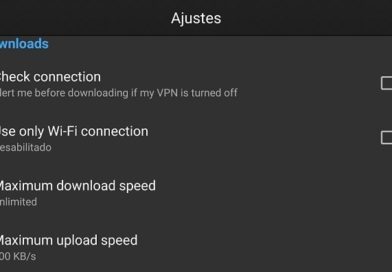 Ajustes
wnloads
Check connection
lert me before downloading if my VPN is turned off
Use only Wi-Fi connection
esabilitado
Maximum download speed
nlimited
Maximum upload speed
00 KB/s